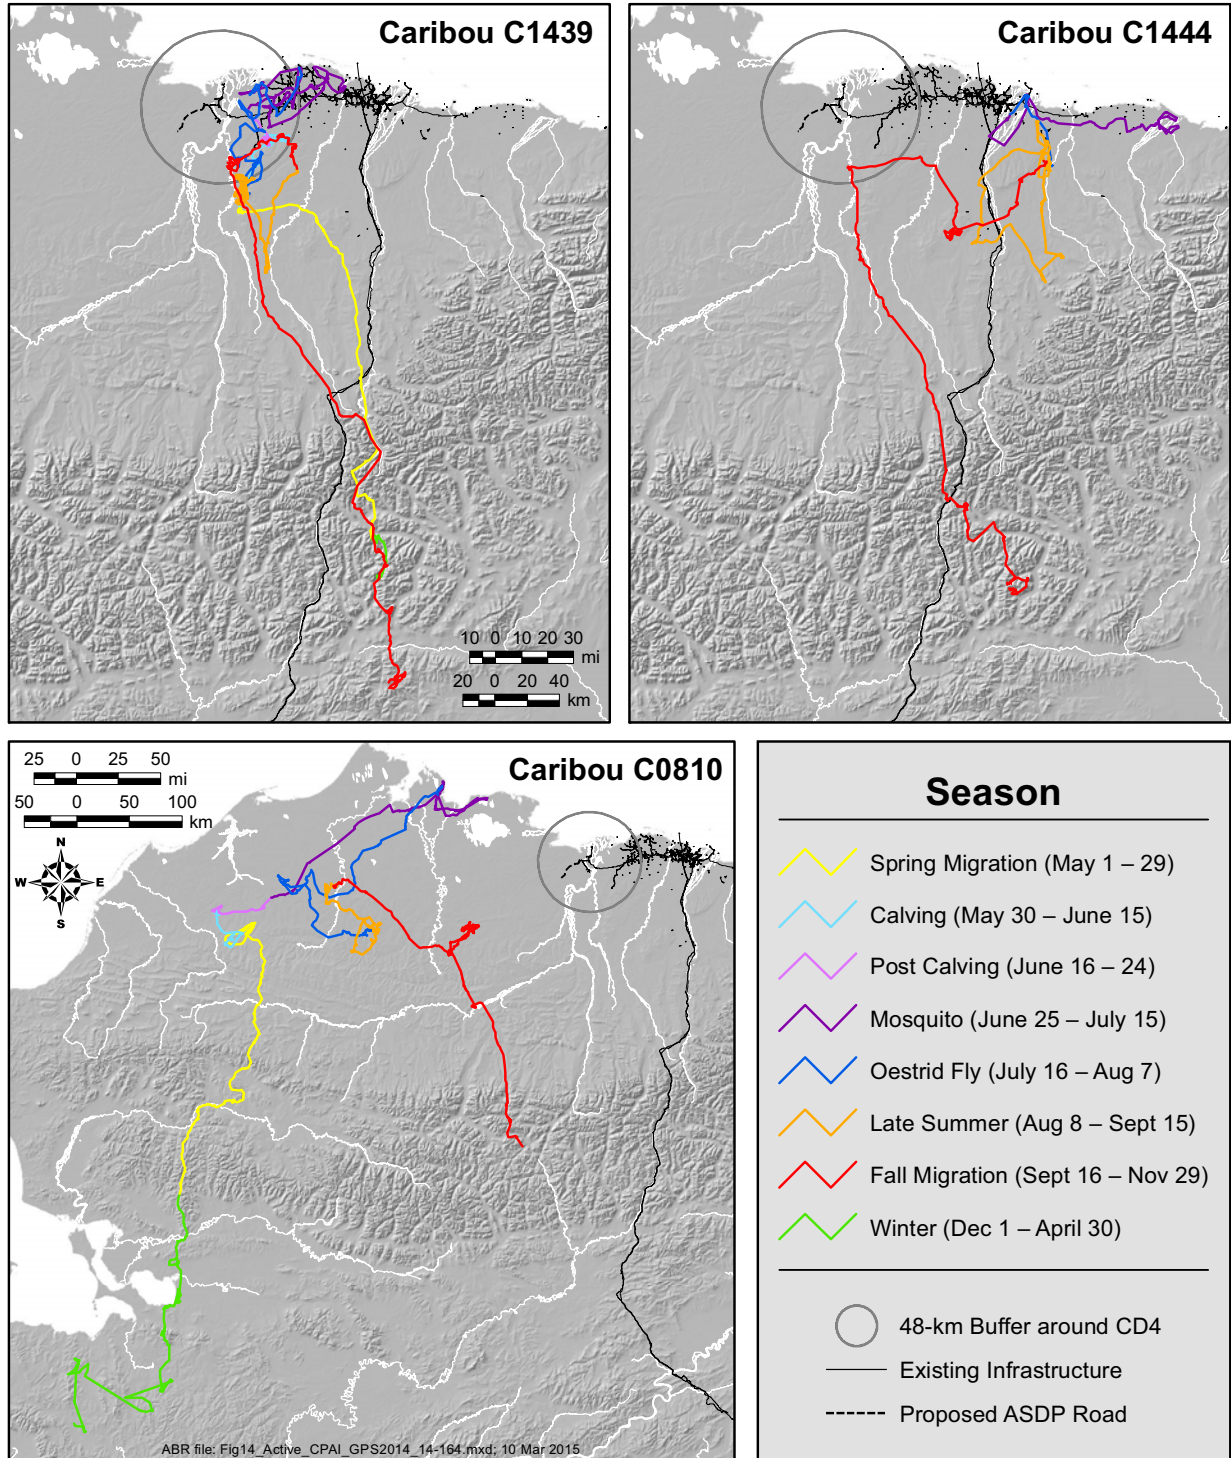 Caribou C1439
10 0 10 20 30
mi
20 0 20 40
km
Caribou C1444
Caribou C0810
25 0 25 50
mi
50 0 50 100
km
N
W E
S
ABR file: Fig14_Active_CPAI_GPS2014_14-164.mxd; 10 Mar 2015
Season
Spring Migration (May 1 – 29)
Calving (May 30 – June 15)
Post Calving (June 16 – 24)
Mosquito (June 25 – July 15)
Oestrid Fly (July 16 – Aug 7)
Late Summer (Aug 8 – Sept 15)
Fall Migration (Sept 16 – Nov 29)
Winter (Dec 1 – April 30)
48-km Buffer around CD4
Existing Infrastructure
Proposed ASDP Road